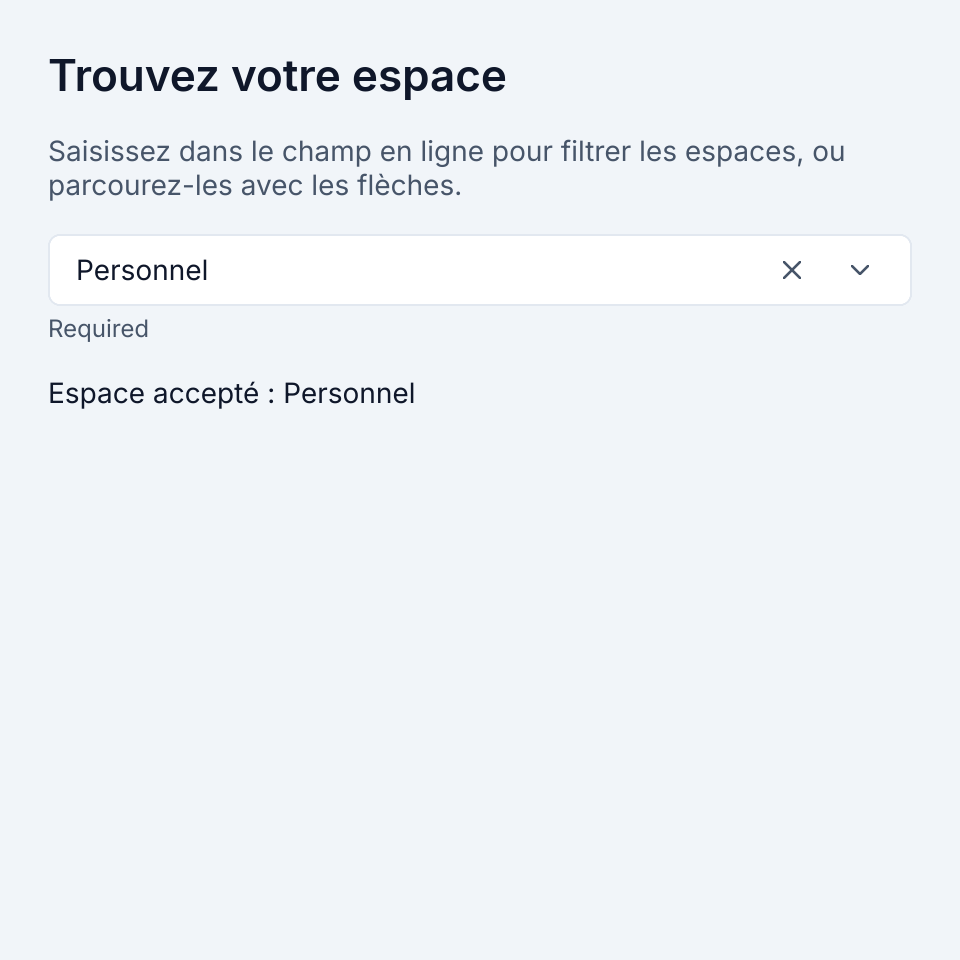 Trouvez votre espace
Saisissez dans le champ en ligne pour filtrer les espaces, ou
parcourez-les avec les flèches.
Personnel
Required
Espace accepté : Personnel